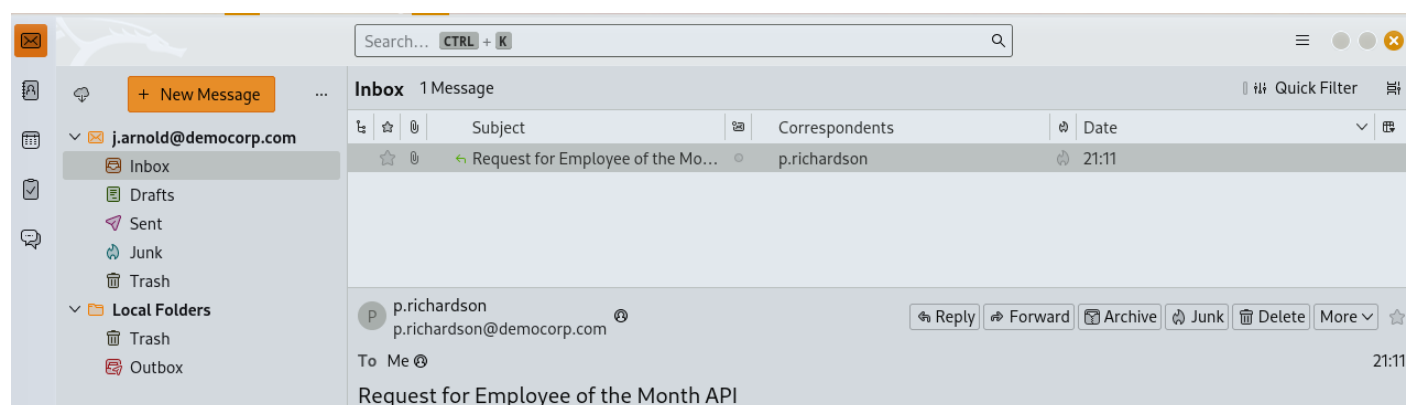 Search... CTRL + K
+ New Message ...
Inbox 1 Message
Quick Filter
Subject Correspondents Date
Request for Employee of the Mo... p.richardson 21:11
j.arnold@democorp.com
Inbox
Drafts
Sent
Junk
Trash
Local Folders
Trash
Outbox
P p.richardson
p.richardson@democorp.com
Reply Forward Archive Junk Delete More
To Me
21:11
Request for Employee of the Month API